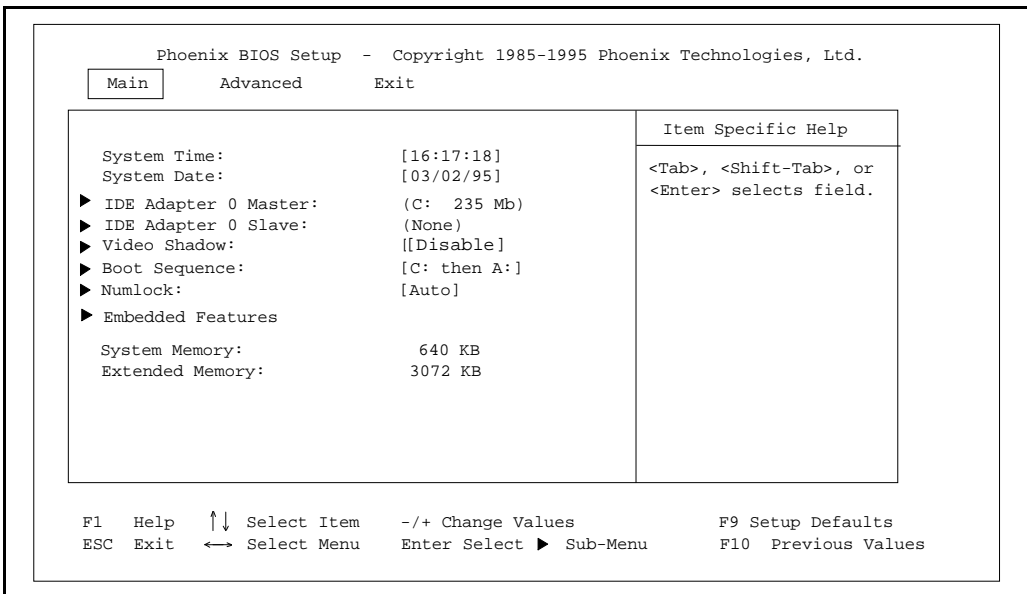 Phoenix BIOS Setup - Copyright 1985-1995 Phoenix Technologies, Ltd.
Main Advanced Exit
Item Specific Help
<Tab>, <Shift-Tab>, or
<Enter> selects field.
System Time: [16:17:18]
System Date: [03/02/95]
▶ IDE Adapter 0 Master: (C: 235 Mb)
▶ IDE Adapter 0 Slave: (None)
▶ Video Shadow: [[Disable]
▶ Boot Sequence: [C: then A:]
▶ Numlock: [Auto]
▶ Embedded Features
System Memory: 640 KB
Extended Memory: 3072 KB
F1 Help ↑↓ Select Item -/+ Change Values F9 Setup Defaults
ESC Exit ←→ Select Menu Enter Select ▶ Sub-Menu F10 Previous Values